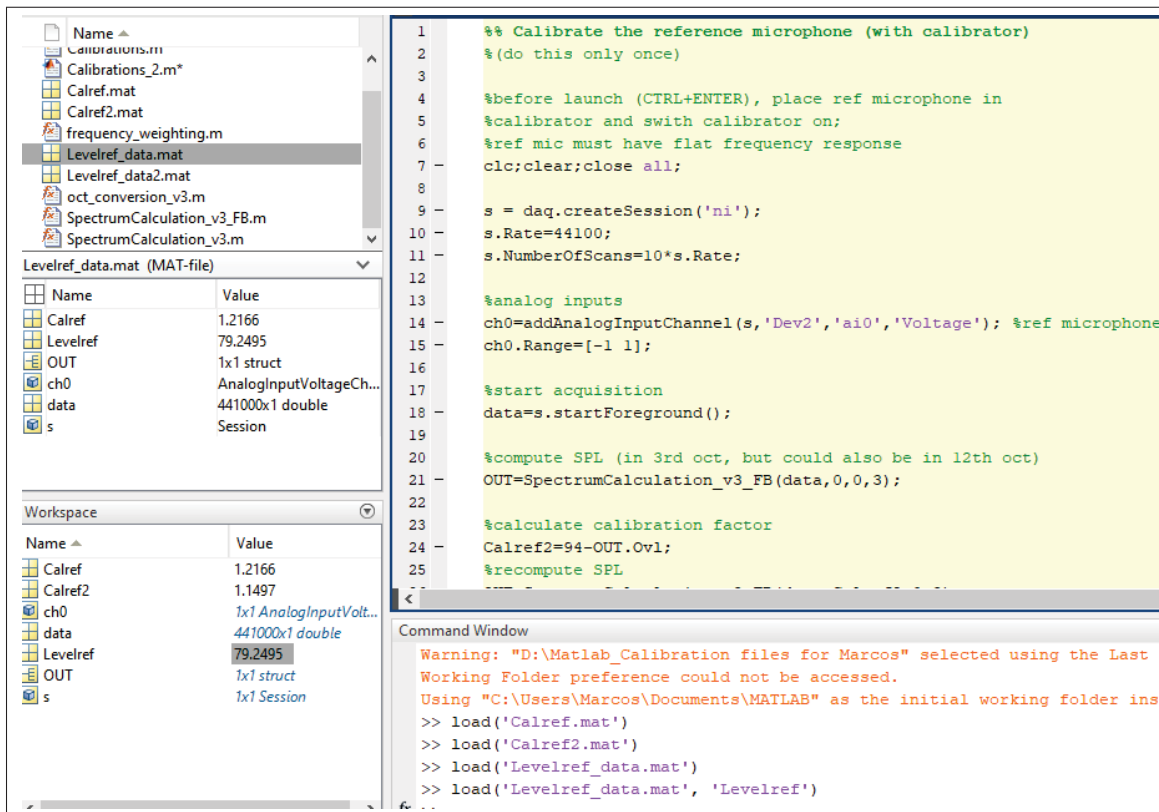 Name
Calibrations.m
Calibrations_2.m*
Calref.mat
Calref2.mat
frequency_weighting.m
Levelref_data.mat
Levelref_data2.mat
oct_conversion_v3.m
SpectrumCalculation_v3_FB.m
SpectrumCalculation_v3.m
Levelref_data.mat (MAT-file)
Name Value
Calref 1.2166
Levelref 79.2495
OUT 1x1 struct
ch0 AnalogInputVoltageCh...
data 441000x1 double
s Session
Workspace
Name Value
Calref 1.2166
Calref2 1.1497
ch0 1x1 AnalogInputVolt...
data 441000x1 double
Levelref 79.2495
OUT 1x1 struct
s 1x1 Session
1 %% Calibrate the reference microphone (with calibrator)
2 %(do this only once)
3
4 %before launch (CTRL+ENTER), place ref microphone in
5 %calibrator and swith calibrator on;
6 %ref mic must have flat frequency response
7 – clc;clear;close all;
8
9 – s = daq.createSession('ni');
10 – s.Rate=44100;
11 – s.NumberOfScans=10*s.Rate;
12
13 %analog inputs
14 – ch0=addAnalogInputChannel(s,'Dev2','ai0','Voltage'); %ref microphone
15 – ch0.Range=[-1 1];
16
17 %start acquisition
18 – data=s.startForeground();
19
20 %compute SPL (in 3rd oct, but could also be in 12th oct)
21 – OUT=SpectrumCalculation_v3_FB(data,0,0,3);
22
23 %calculate calibration factor
24 – Calref2=94-OUT.Ovl;
25 %recompute SPL
Command Window
Warning: "D:\Matlab_Calibration files for Marcos" selected using the Last
Working Folder preference could not be accessed.
Using "C:\Users\Marcos\Documents\MATLAB" as the initial working folder ins
>> load('Calref.mat')
>> load('Calref2.mat')
>> load('Levelref_data.mat')
>> load('Levelref_data.mat', 'Levelref')
fx >>